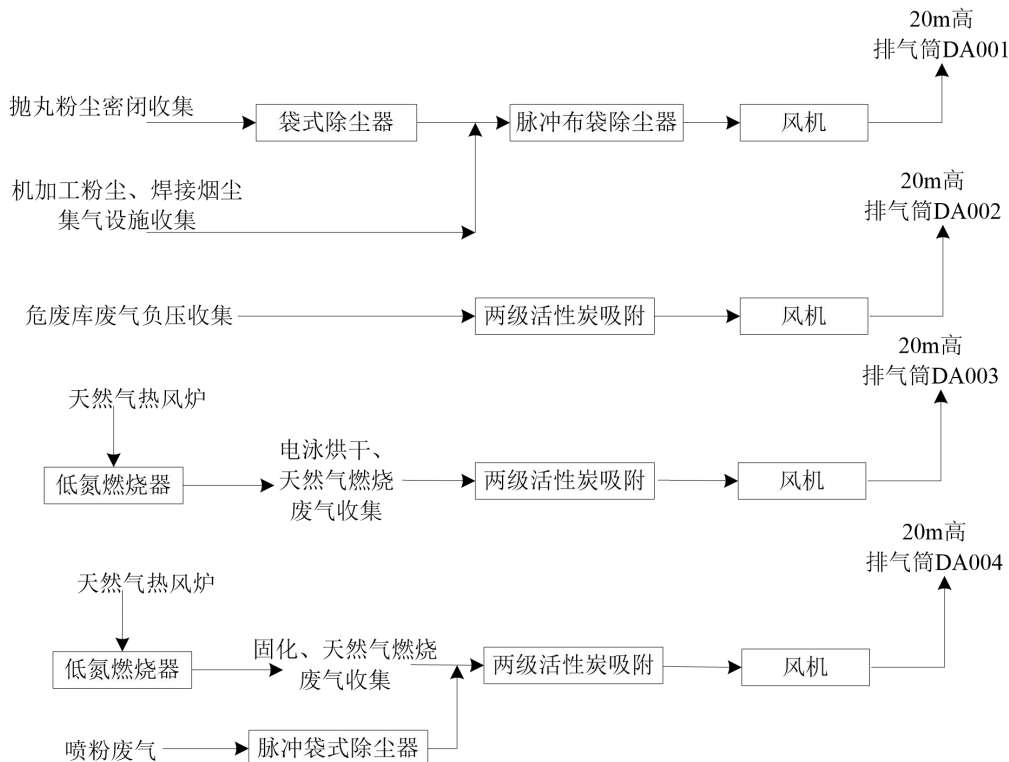 20m高
排气筒DA001
抛丸粉尘密闭收集
袋式除尘器
脉冲布袋除尘器
风机
机加工粉尘、焊接烟尘
集气设施收集
20m高
排气筒DA002
危废库废气负压收集
两级活性炭吸附
风机
20m高
排气筒DA003
天然气热风炉
低氮燃烧器
电泳烘干、
天然气燃烧
废气收集
两级活性炭吸附
风机
20m高
排气筒DA004
天然气热风炉
低氮燃烧器
固化、天然气燃烧
废气收集
两级活性炭吸附
风机
喷粉废气
脉冲袋式除尘器